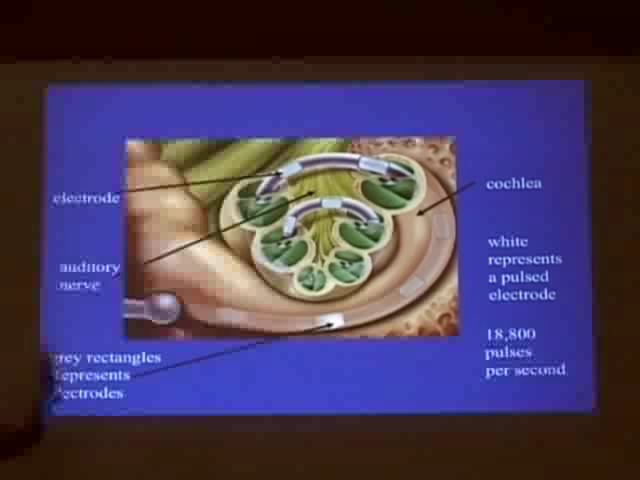 electrode
auditory
nerve
grey rectangles
represents
electrodes
cochlea
white
represents
a pulsed
electrode
18,800
pulses
per second